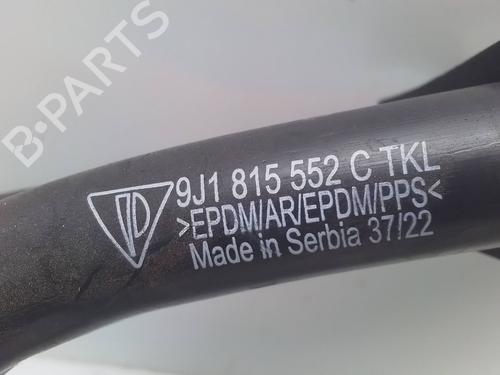 B-PARTS
9J1 815 552 C TKL
>EPDM/AR/EPDM/PPS<
Made in Serbia 37/22